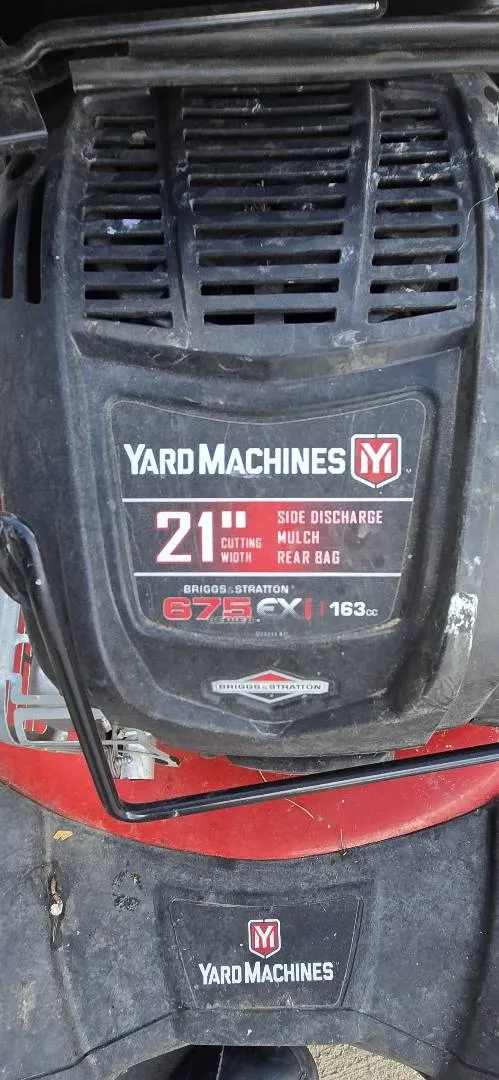 YARD MACHINES
21"
CUTTING
WIDTH
SIDE DISCHARGE
MULCH
REAR BAG
BRIGGS & STRATTON
675 EXi 163cc
SERIES
BRIGGS & STRATTON
YARD MACHINES